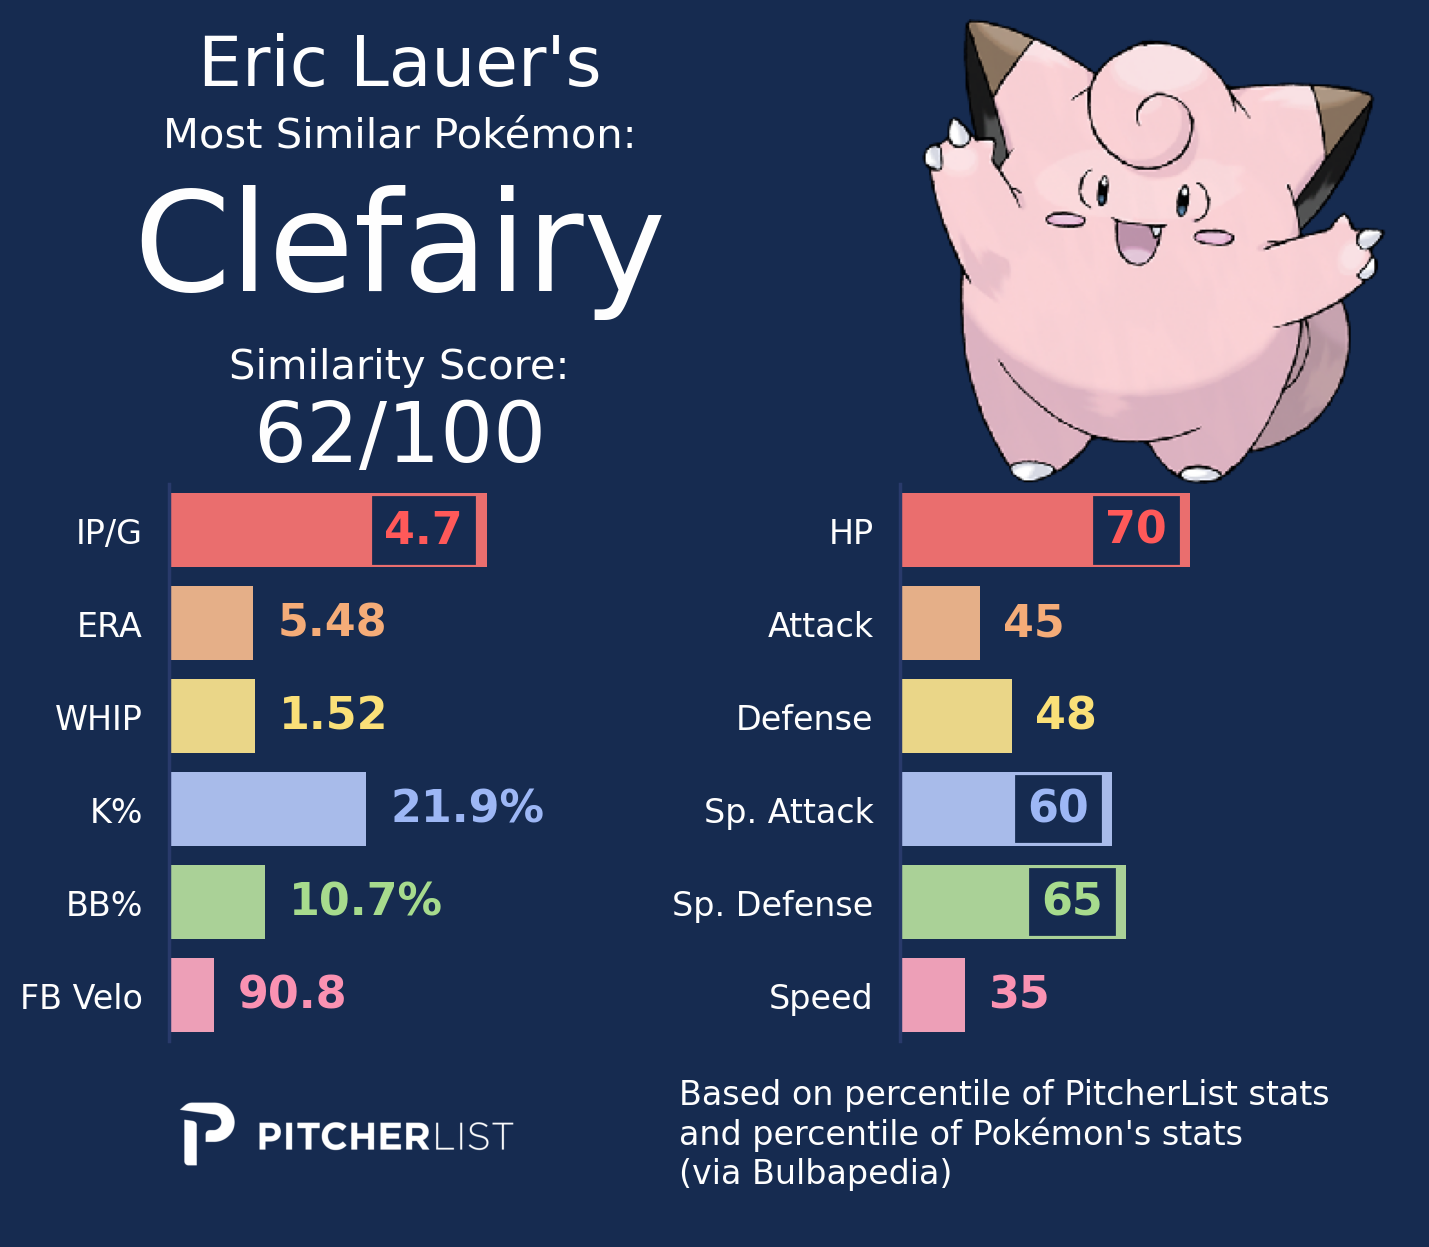 Eric Lauer's
Most Similar Pokémon:
Clefairy
Similarity Score:
62/100
IP/G 4.7
ERA 5.48
WHIP 1.52
K% 21.9%
BB% 10.7%
FB Velo 90.8
HP 70
Attack 45
Defense 48
Sp. Attack 60
Sp. Defense 65
Speed 35
PITCHERLIST
Based on percentile of PitcherList stats
and percentile of Pokémon's stats
(via Bulbapedia)